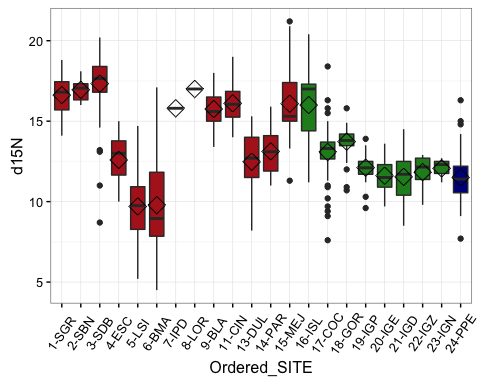 20
15
10
5
d15N
1-SGR
2-SBN
3-SDB
4-ESC
5-LSI
6-BMA
7-IPD
8-LOR
9-BLA
11-CIN
13-DUL
14-PAR
15-MEJ
16-ISL
17-COC
18-GOR
19-IGP
20-IGE
21-IGD
22-IGZ
23-IGN
24-PPE
Ordered_SITE